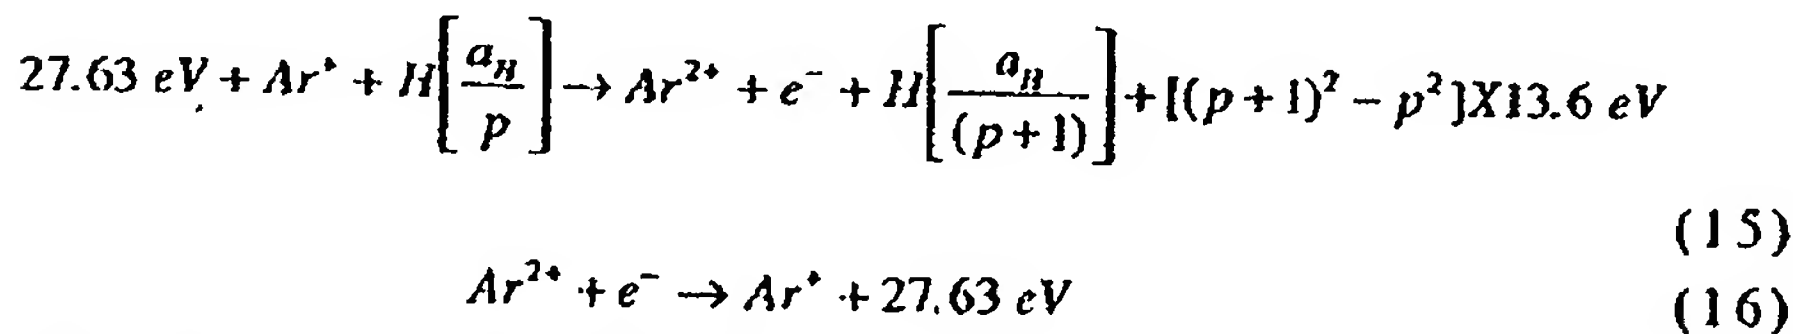 27.63 eV + Ar⁺ + H[a_H/p] → Ar²⁺ + e⁻ + H[a_H/(p + 1)] + [(p + 1)² − p²]X13.6 eV
(15)
Ar²⁺ + e⁻ → Ar⁺ + 27.63 eV (16)